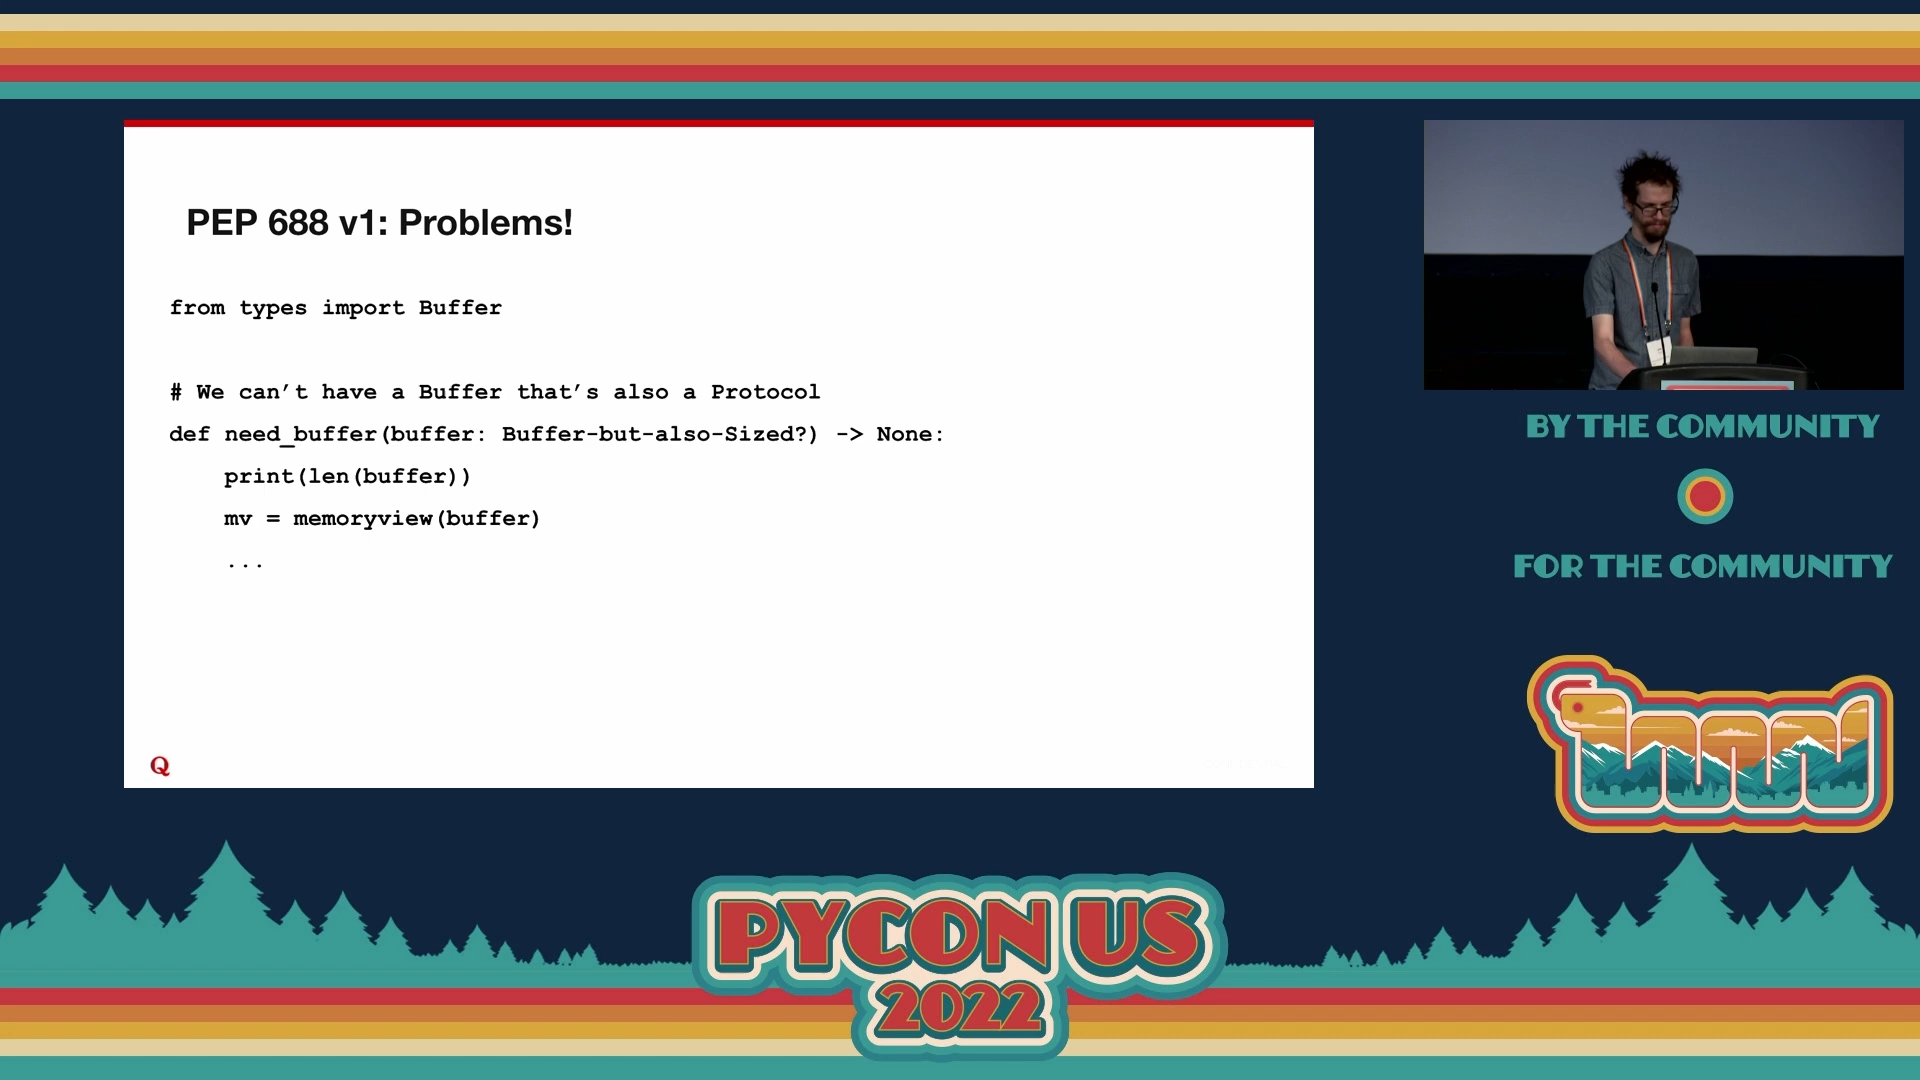 PEP 688 v1: Problems!
from types import Buffer
# We can’t have a Buffer that’s also a Protocol
def need_buffer(buffer: Buffer-but-also-Sized?) -> None:
    print(len(buffer))
    mv = memoryview(buffer)
    ...
Q
BY THE COMMUNITY
FOR THE COMMUNITY
PYCON US
2022